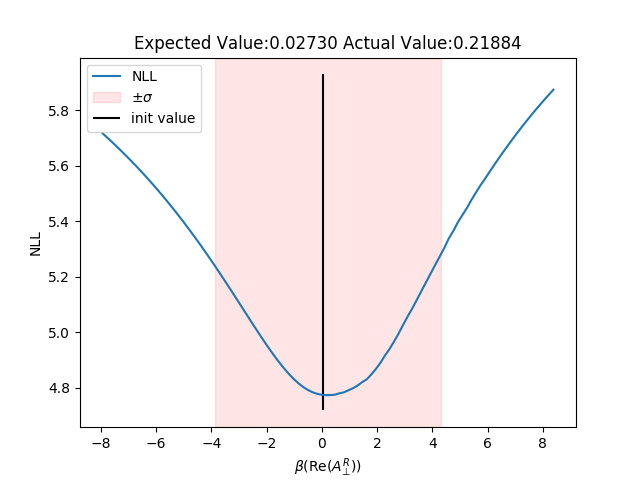 Expected Value:0.02730 Actual Value:0.21884
NLL
±σ
init value
NLL
5.8
5.6
5.4
5.2
5.0
4.8
−8 −6 −4 −2 0 2 4 6 8
β(Re(A⊥ᴿ))